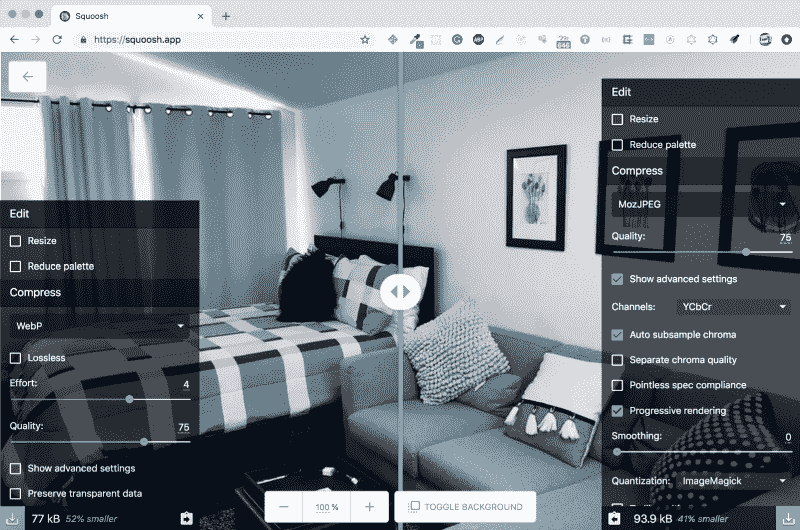 Squoosh
https://squoosh.app
Edit
Resize
Reduce palette
Compress
WebP
Lossless
Effort:
4
Quality:
75
Show advanced settings
Preserve transparent data
77 kB 52% smaller
100 %
TOGGLE BACKGROUND
Edit
Resize
Reduce palette
Compress
MozJPEG
Quality:
75
Show advanced settings
Channels:
YCbCr
Auto subsample chroma
Separate chroma quality
Pointless spec compliance
Progressive rendering
Smoothing:
0
Quantization:
ImageMagick
93.9 kB 41% smaller